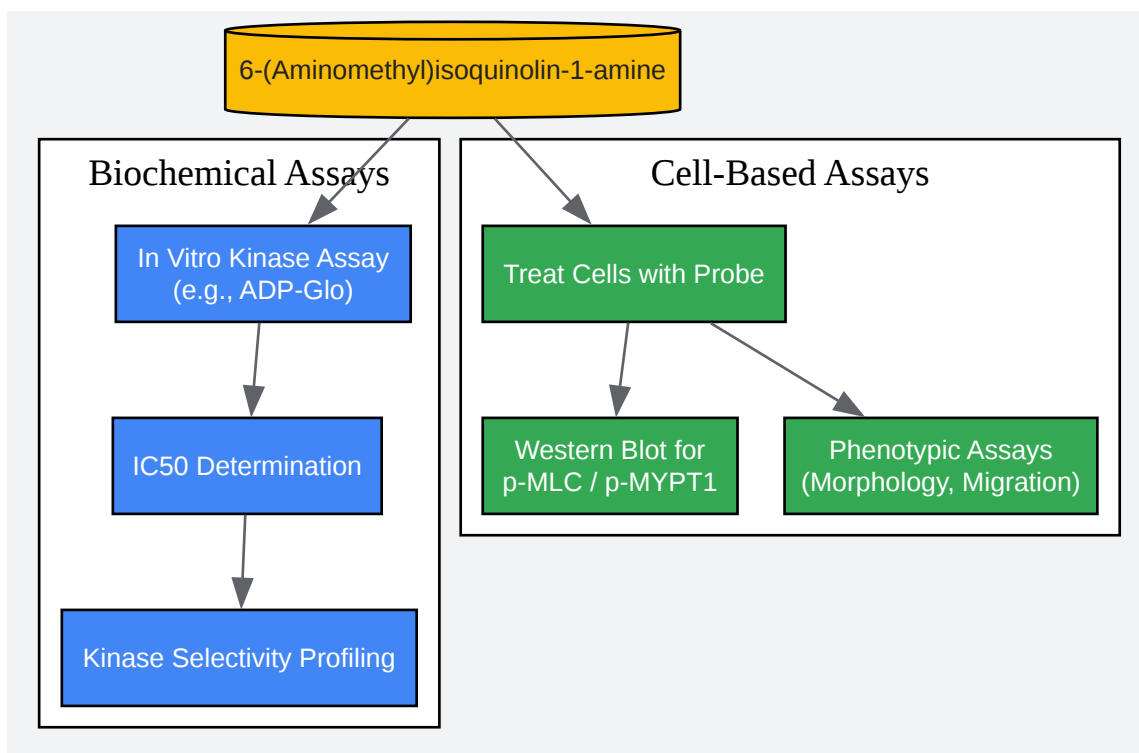 6-(Aminomethyl)isoquinolin-1-amine
Biochemical Assays
In Vitro Kinase Assay
(e.g., ADP-Glo)
IC50 Determination
Kinase Selectivity Profiling
Cell-Based Assays
Treat Cells with Probe
Western Blot for
p-MLC / p-MYPT1
Phenotypic Assays
(Morphology, Migration)